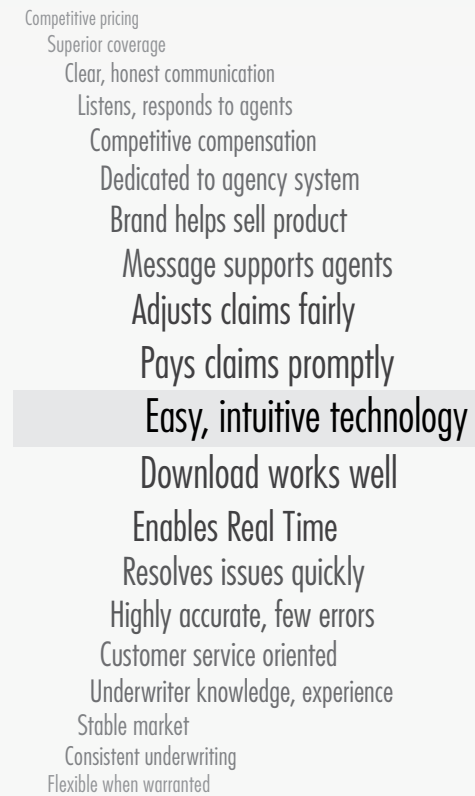 Competitive pricing
Superior coverage
Clear, honest communication
Listens, responds to agents
Competitive compensation
Dedicated to agency system
Brand helps sell product
Message supports agents
Adjusts claims fairly
Pays claims promptly
Easy, intuitive technology
Download works well
Enables Real Time
Resolves issues quickly
Highly accurate, few errors
Customer service oriented
Underwriter knowledge, experience
Stable market
Consistent underwriting
Flexible when warranted